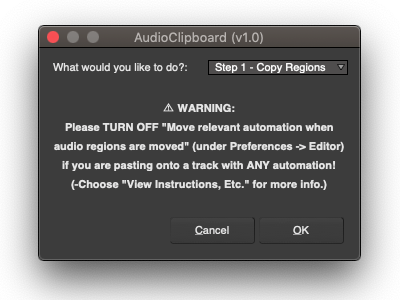 AudioClipboard (v1.0)
What would you like to do?: Step 1 - Copy Regions
⚠ WARNING:
Please TURN OFF "Move relevant automation when
audio regions are moved" (under Preferences -> Editor)
if you are pasting onto a track with ANY automation!
(-Choose "View Instructions, Etc." for more info.)
Cancel OK